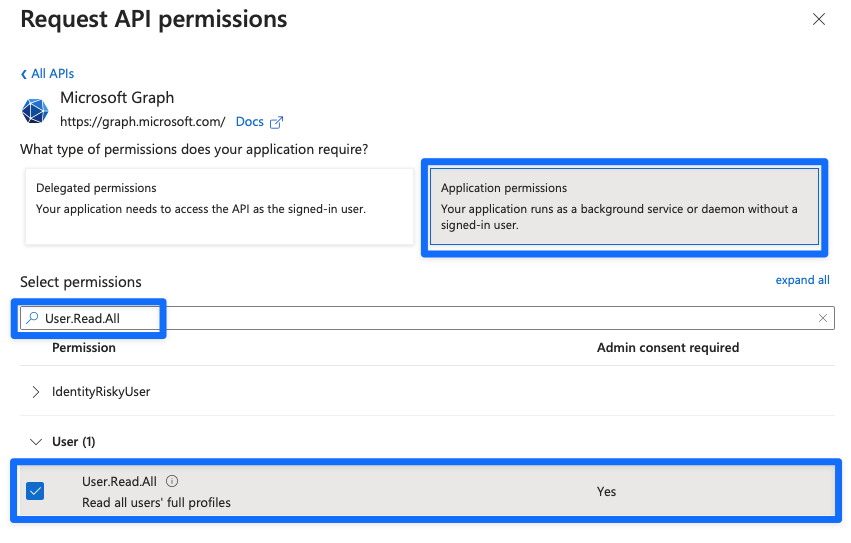 Request API permissions
All APIs
Microsoft Graph
https://graph.microsoft.com/ Docs
What type of permissions does your application require?
Delegated permissions
Your application needs to access the API as the signed-in user.
Application permissions
Your application runs as a background service or daemon without a
signed-in user.
Select permissions
expand all
User.Read.All
Permission
Admin consent required
IdentityRiskyUser
User (1)
User.Read.All
Read all users' full profiles
Yes